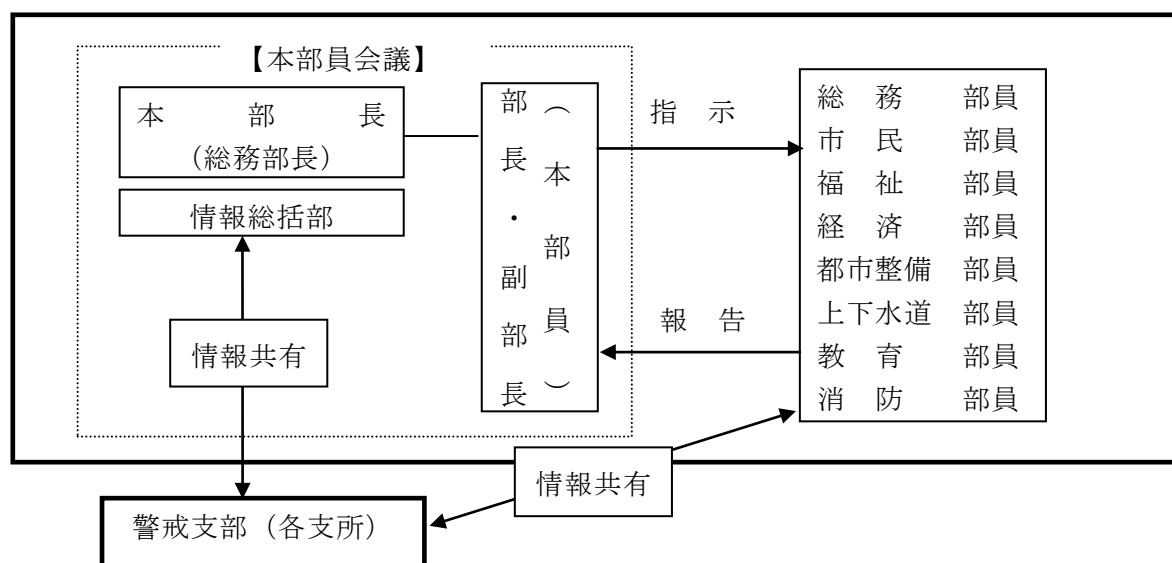 【本部員会議】
本　部　長
(総務部長)
情報総括部
情報共有
部長・副部長
（本部員）
指　示
報　告
総　務　部員
市　民　部員
福　祉　部員
経　済　部員
都市整備　部員
上下水道　部員
教　育　部員
消　防　部員
情報共有
警戒支部（各支所）